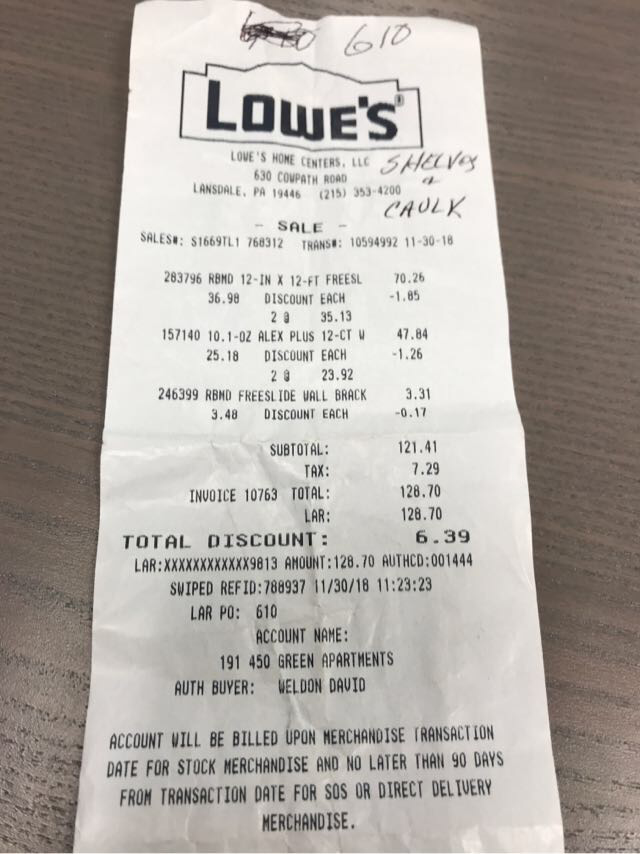 610
LOWE'S®
LOWE'S HOME CENTERS, LLC
SHELVES
630 COWPATH ROAD
&
LANSDALE, PA 19446 (215) 353-4200
CAULK
- SALE -
SALES#: S1669TL1 768312 TRANS#: 10594992 11-30-18
283796 RBMD 12-IN X 12-FT FREESL 70.26
36.98 DISCOUNT EACH -1.85
2 @ 35.13
157140 10.1-OZ ALEX PLUS 12-CT W 47.84
25.18 DISCOUNT EACH -1.26
2 @ 23.92
246399 RBMD FREESLIDE WALL BRACK 3.31
3.48 DISCOUNT EACH -0.17
SUBTOTAL: 121.41
TAX: 7.29
INVOICE 10763 TOTAL: 128.70
LAR: 128.70
TOTAL DISCOUNT: 6.39
LAR:XXXXXXXXXXXX9813 AMOUNT:128.70 AUTHCD:001444
SWIPED REFID:788937 11/30/18 11:23:23
LAR PO: 610
ACCOUNT NAME:
191 450 GREEN APARTMENTS
AUTH BUYER: WELDON DAVID
ACCOUNT WILL BE BILLED UPON MERCHANDISE TRANSACTION
DATE FOR STOCK MERCHANDISE AND NO LATER THAN 90 DAYS
FROM TRANSACTION DATE FOR SOS OR DIRECT DELIVERY
MERCHANDISE.